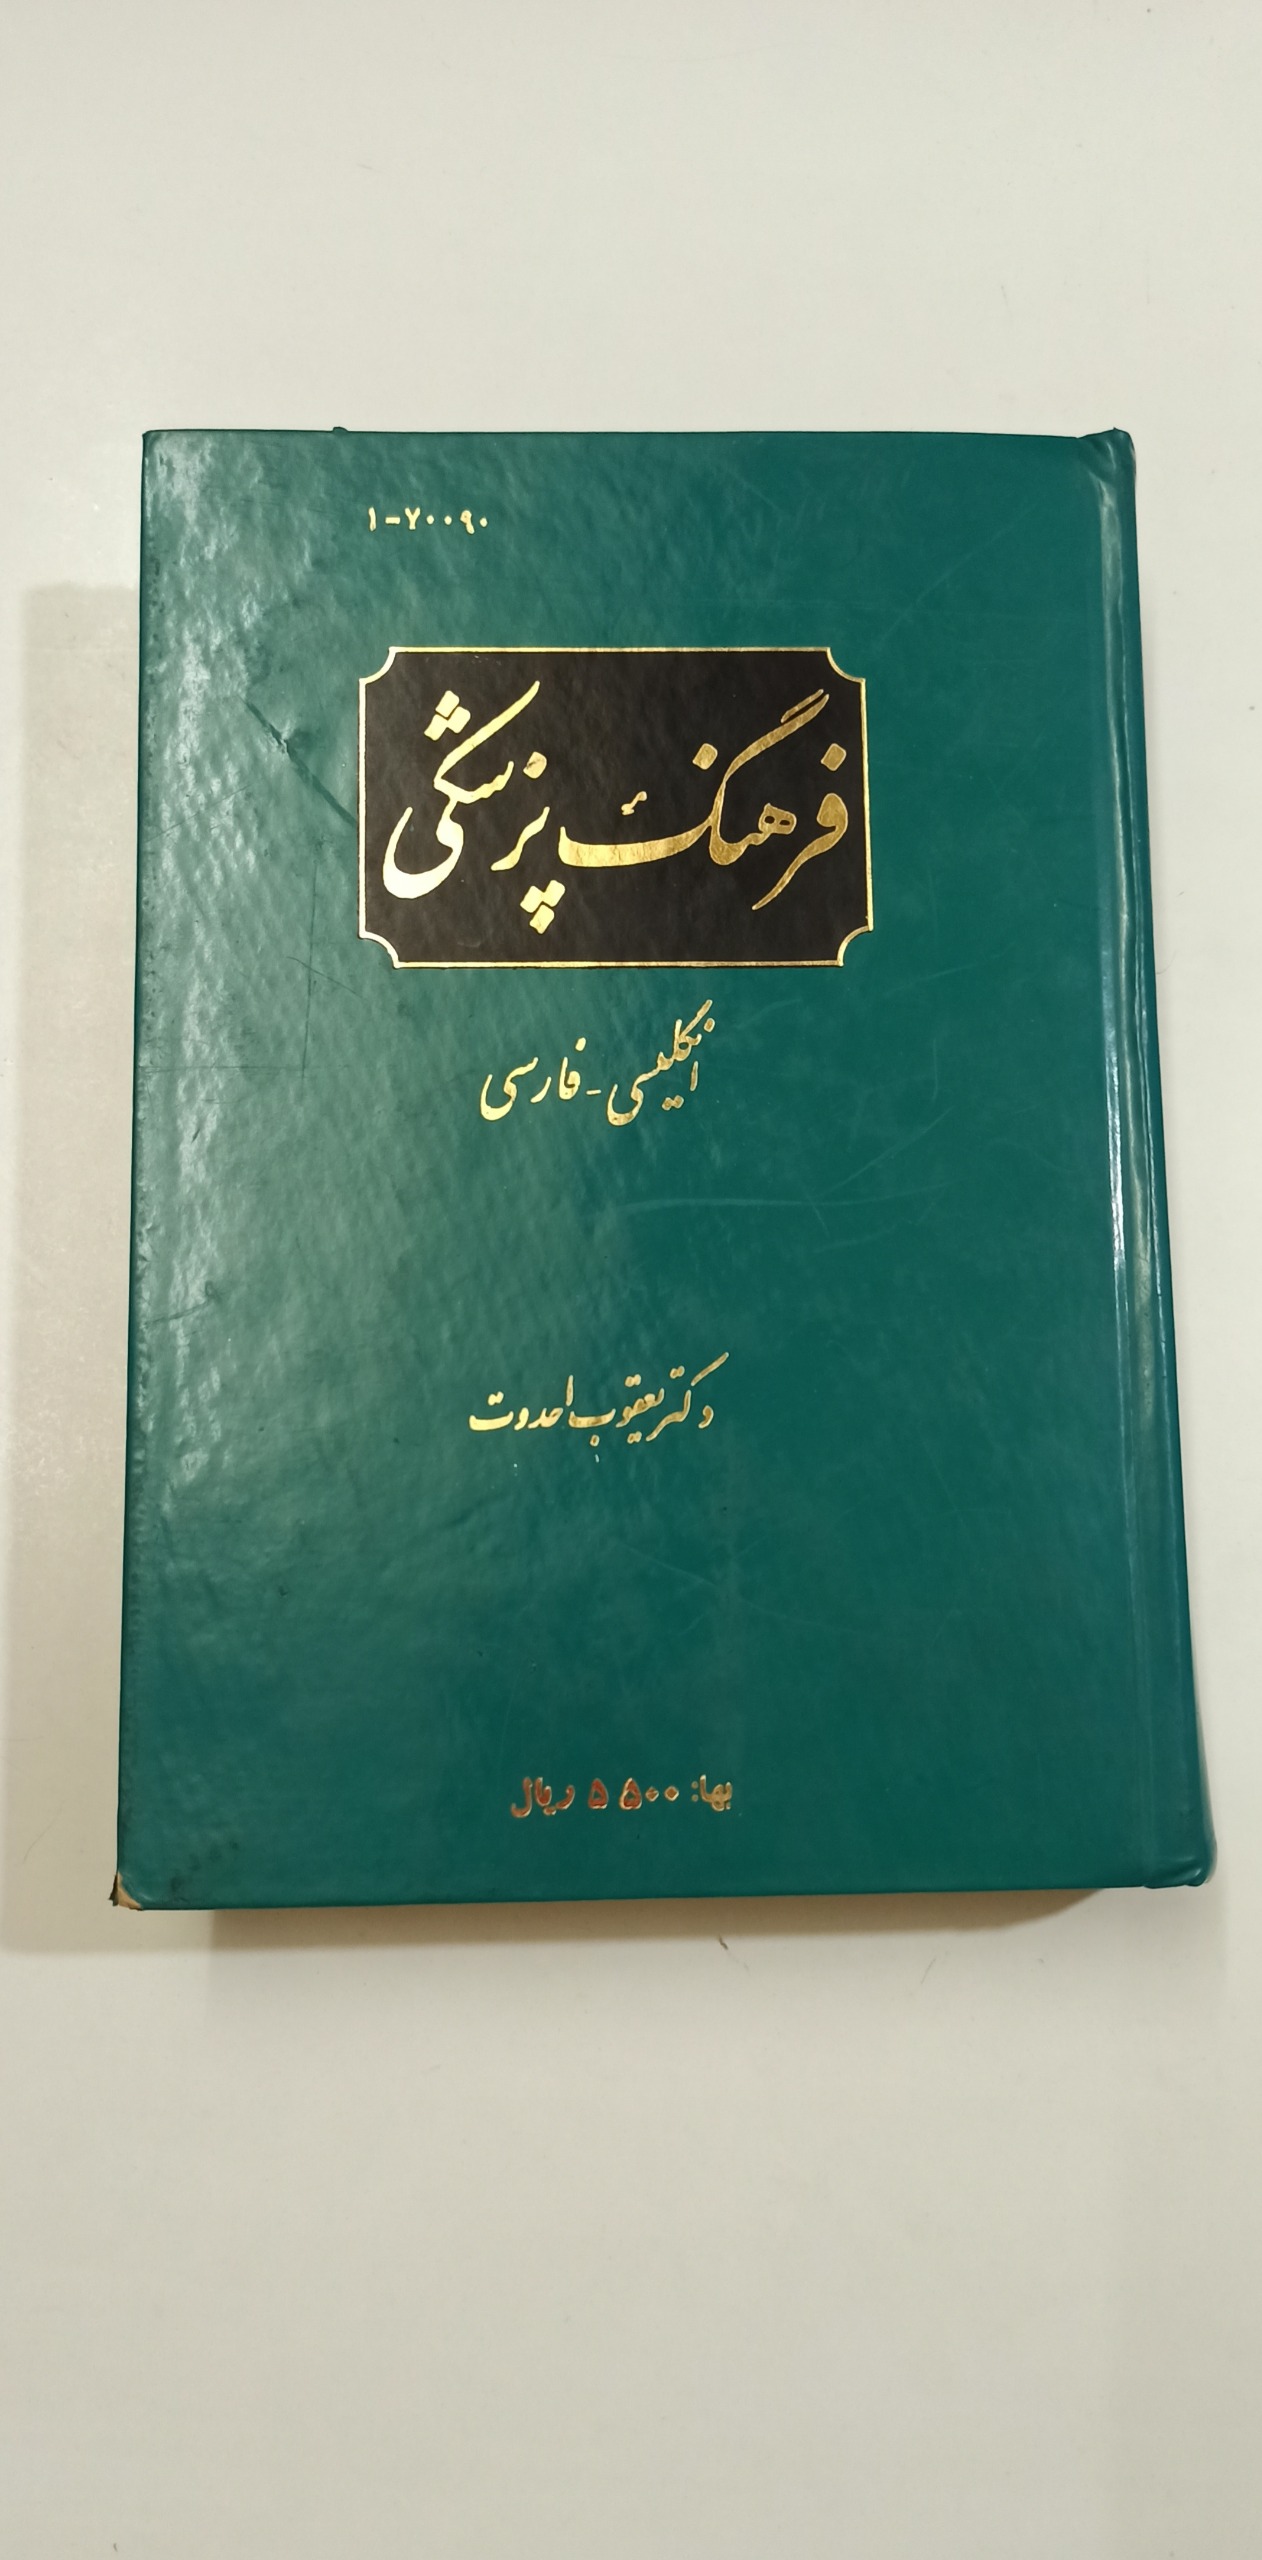 ۱-۷۰۰۹۰
فرهنگ پزشکی
انگلیسی - فارسی
دکتر یعقوب احدوت
بها: ۵۵۰۰ ریال